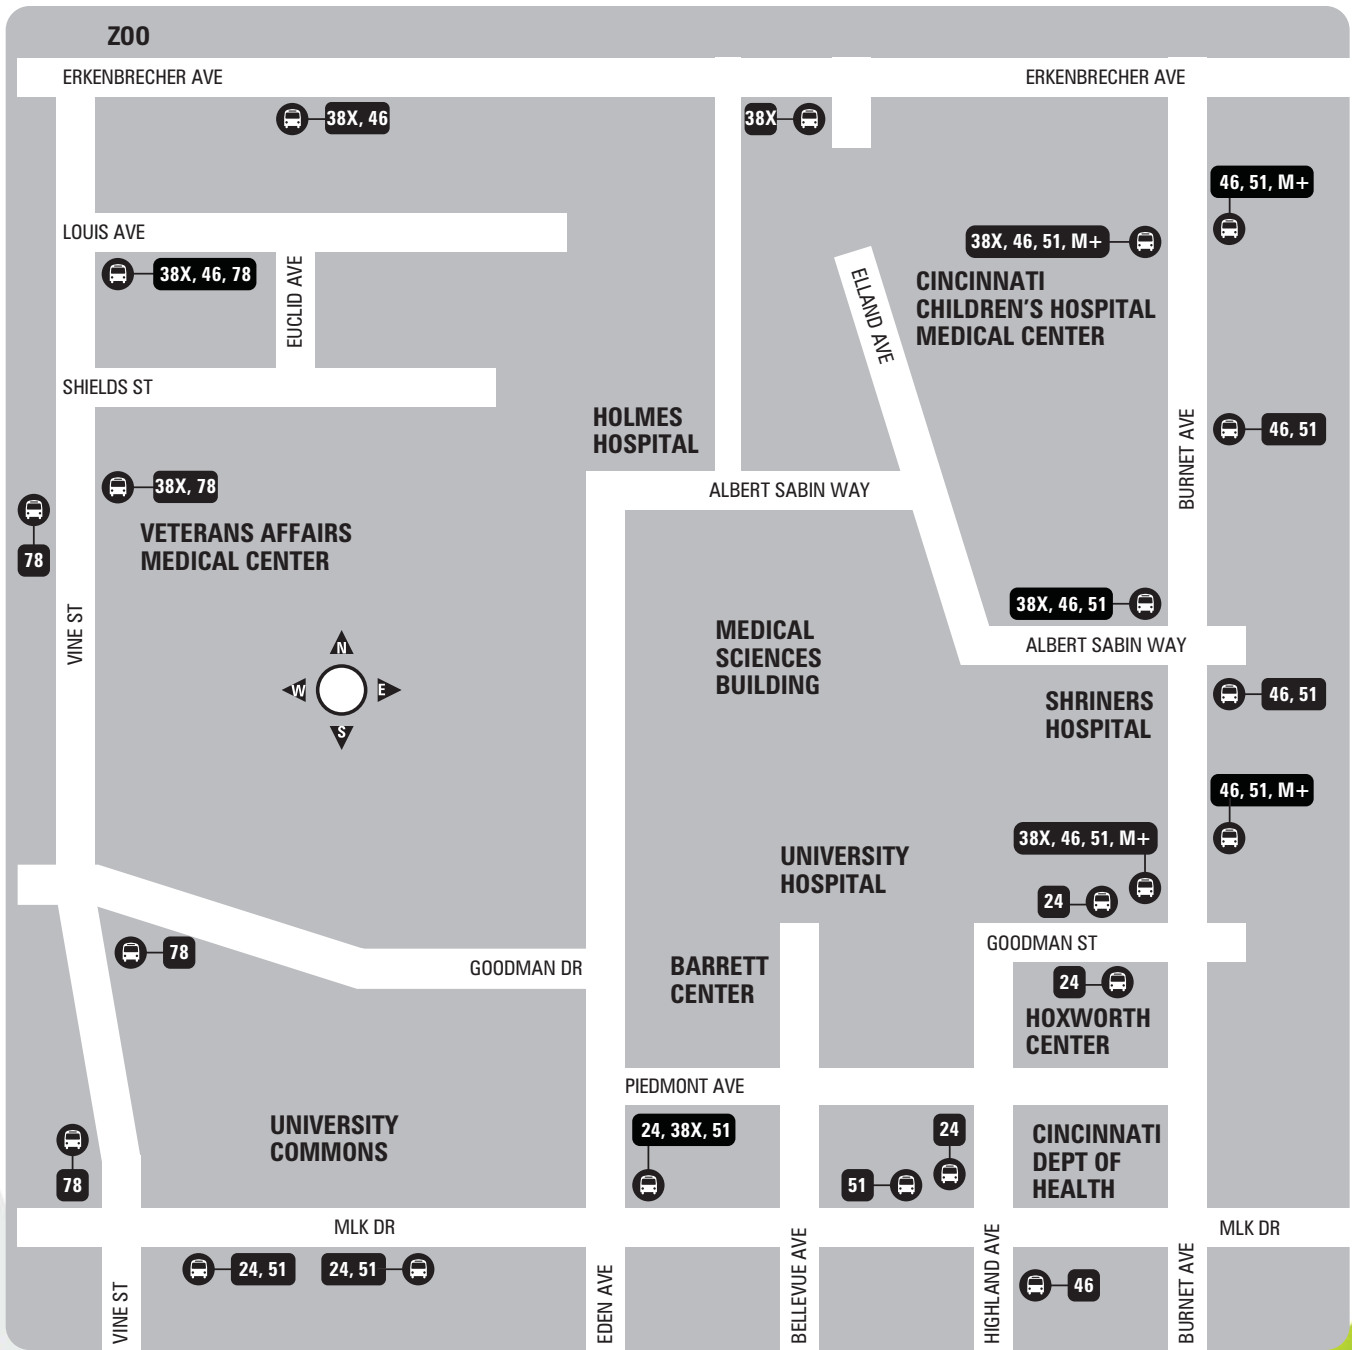 ZOO
ERKENBRECHER AVE
ERKENBRECHER AVE
38X, 46
38X
46, 51, M+
LOUIS AVE
38X, 46, 51, M+
38X, 46, 78
EUCLID AVE
ELLAND AVE
CINCINNATI
CHILDREN'S HOSPITAL
MEDICAL CENTER
SHIELDS ST
HOLMES
HOSPITAL
BURNET AVE
46, 51
38X, 78
ALBERT SABIN WAY
VETERANS AFFAIRS
MEDICAL CENTER
78
VINE ST
38X, 46, 51
MEDICAL
SCIENCES
BUILDING
ALBERT SABIN WAY
N
W
E
S
SHRINERS
HOSPITAL
46, 51
46, 51, M+
38X, 46, 51, M+
UNIVERSITY
HOSPITAL
24
78
GOODMAN DR
GOODMAN ST
BARRETT
CENTER
24
HOXWORTH
CENTER
PIEDMONT AVE
UNIVERSITY
COMMONS
24, 38X, 51
24
CINCINNATI
DEPT OF
HEALTH
78
51
MLK DR
MLK DR
24, 51
24, 51
46
VINE ST
EDEN AVE
BELLEVUE AVE
HIGHLAND AVE
BURNET AVE